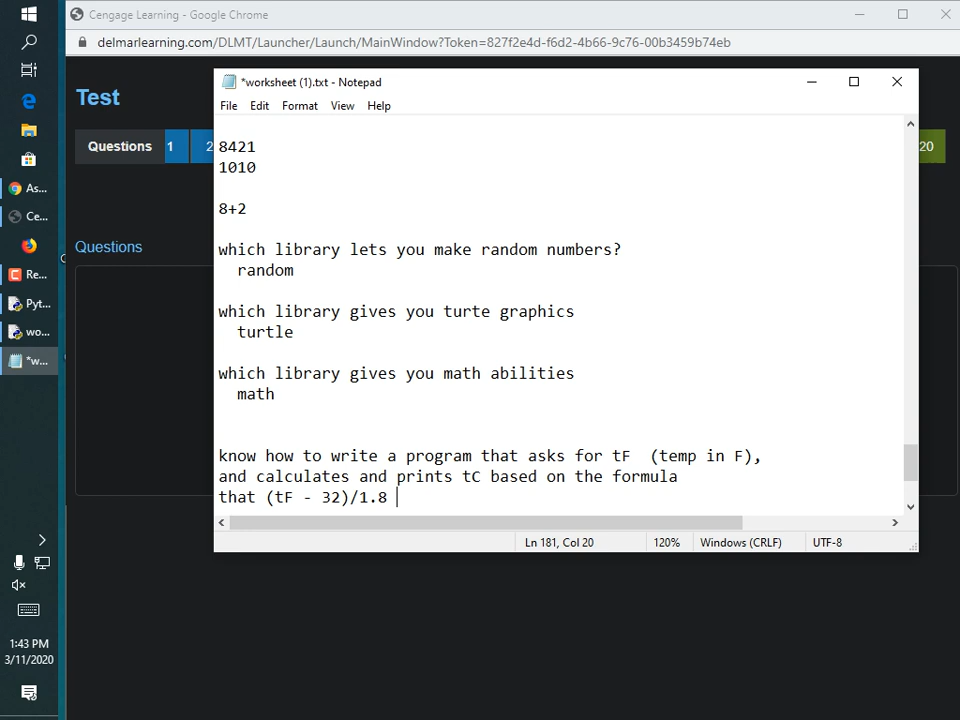 Cengage Learning - Google Chrome
delmarlearning.com/DLMT/Launcher/Launch/MainWindow?Token=827f2e4d-f6d2-4b66-9c76-00b3459b74eb
Test
Questions 1 2 20
Questions
*worksheet (1).txt - Notepad
File Edit Format View Help
8421
1010
8+2
which library lets you make random numbers?
random
which library gives you turte graphics
turtle
which library gives you math abilities
math
know how to write a program that asks for tF (temp in F),
and calculates and prints tC based on the formula
that (tF - 32)/1.8
Ln 181, Col 20 120% Windows (CRLF) UTF-8
As...
Ce...
Re...
Pyt...
wo...
*w...
1:43 PM
3/11/2020